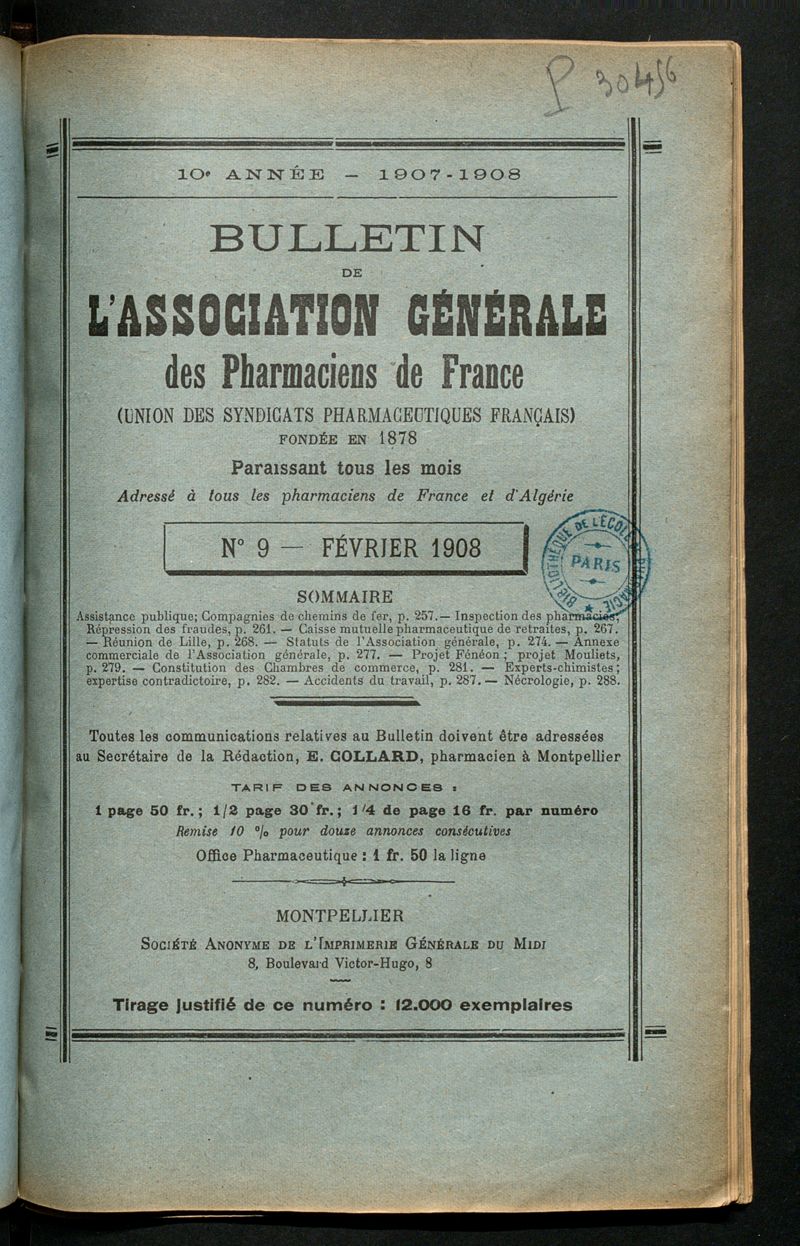 P 30456
10e ANNÉE — 1907-1908
BULLETIN
DE
L'ASSOCIATION GÉNÉRALE
des Pharmaciens de France
(UNION DES SYNDICATS PHARMACEUTIQUES FRANÇAIS)
FONDÉE EN 1878
Paraissant tous les mois
Adressé à tous les pharmaciens de France et d'Algérie
N° 9 — FÉVRIER 1908
BIBLIOTHÈQUE DE L'ÉCOLE PHARMACIE
PARIS
SOMMAIRE
Assistance publique; Compagnies de chemins de fer, p. 257.— Inspection des pharmacies;
Répression des fraudes, p. 261. — Caisse mutuelle pharmaceutique de retraites, p. 267.
— Réunion de Lille, p. 268. — Statuts de l'Association générale, p. 274. — Annexe
commerciale de l'Association générale, p. 277. — Projet Fénéon ; projet Mouliets,
p. 279. — Constitution des Chambres de commerce, p. 281. — Experts-chimistes ;
expertise contradictoire, p. 282. — Accidents du travail, p. 287. — Nécrologie, p. 288.
Toutes les communications relatives au Bulletin doivent être adressées
au Secrétaire de la Rédaction, E. COLLARD, pharmacien à Montpellier
TARIF DES ANNONCES :
1 page 50 fr. ; 1/2 page 30 fr. ; 1/4 de page 16 fr. par numéro
Remise 10 % pour douze annonces consécutives
Office Pharmaceutique : 1 fr. 50 la ligne
MONTPELLIER
SOCIÉTÉ ANONYME DE L'IMPRIMERIE GÉNÉRALE DU MIDI
8, Boulevard Victor-Hugo, 8
Tirage justifié de ce numéro : 12.000 exemplaires